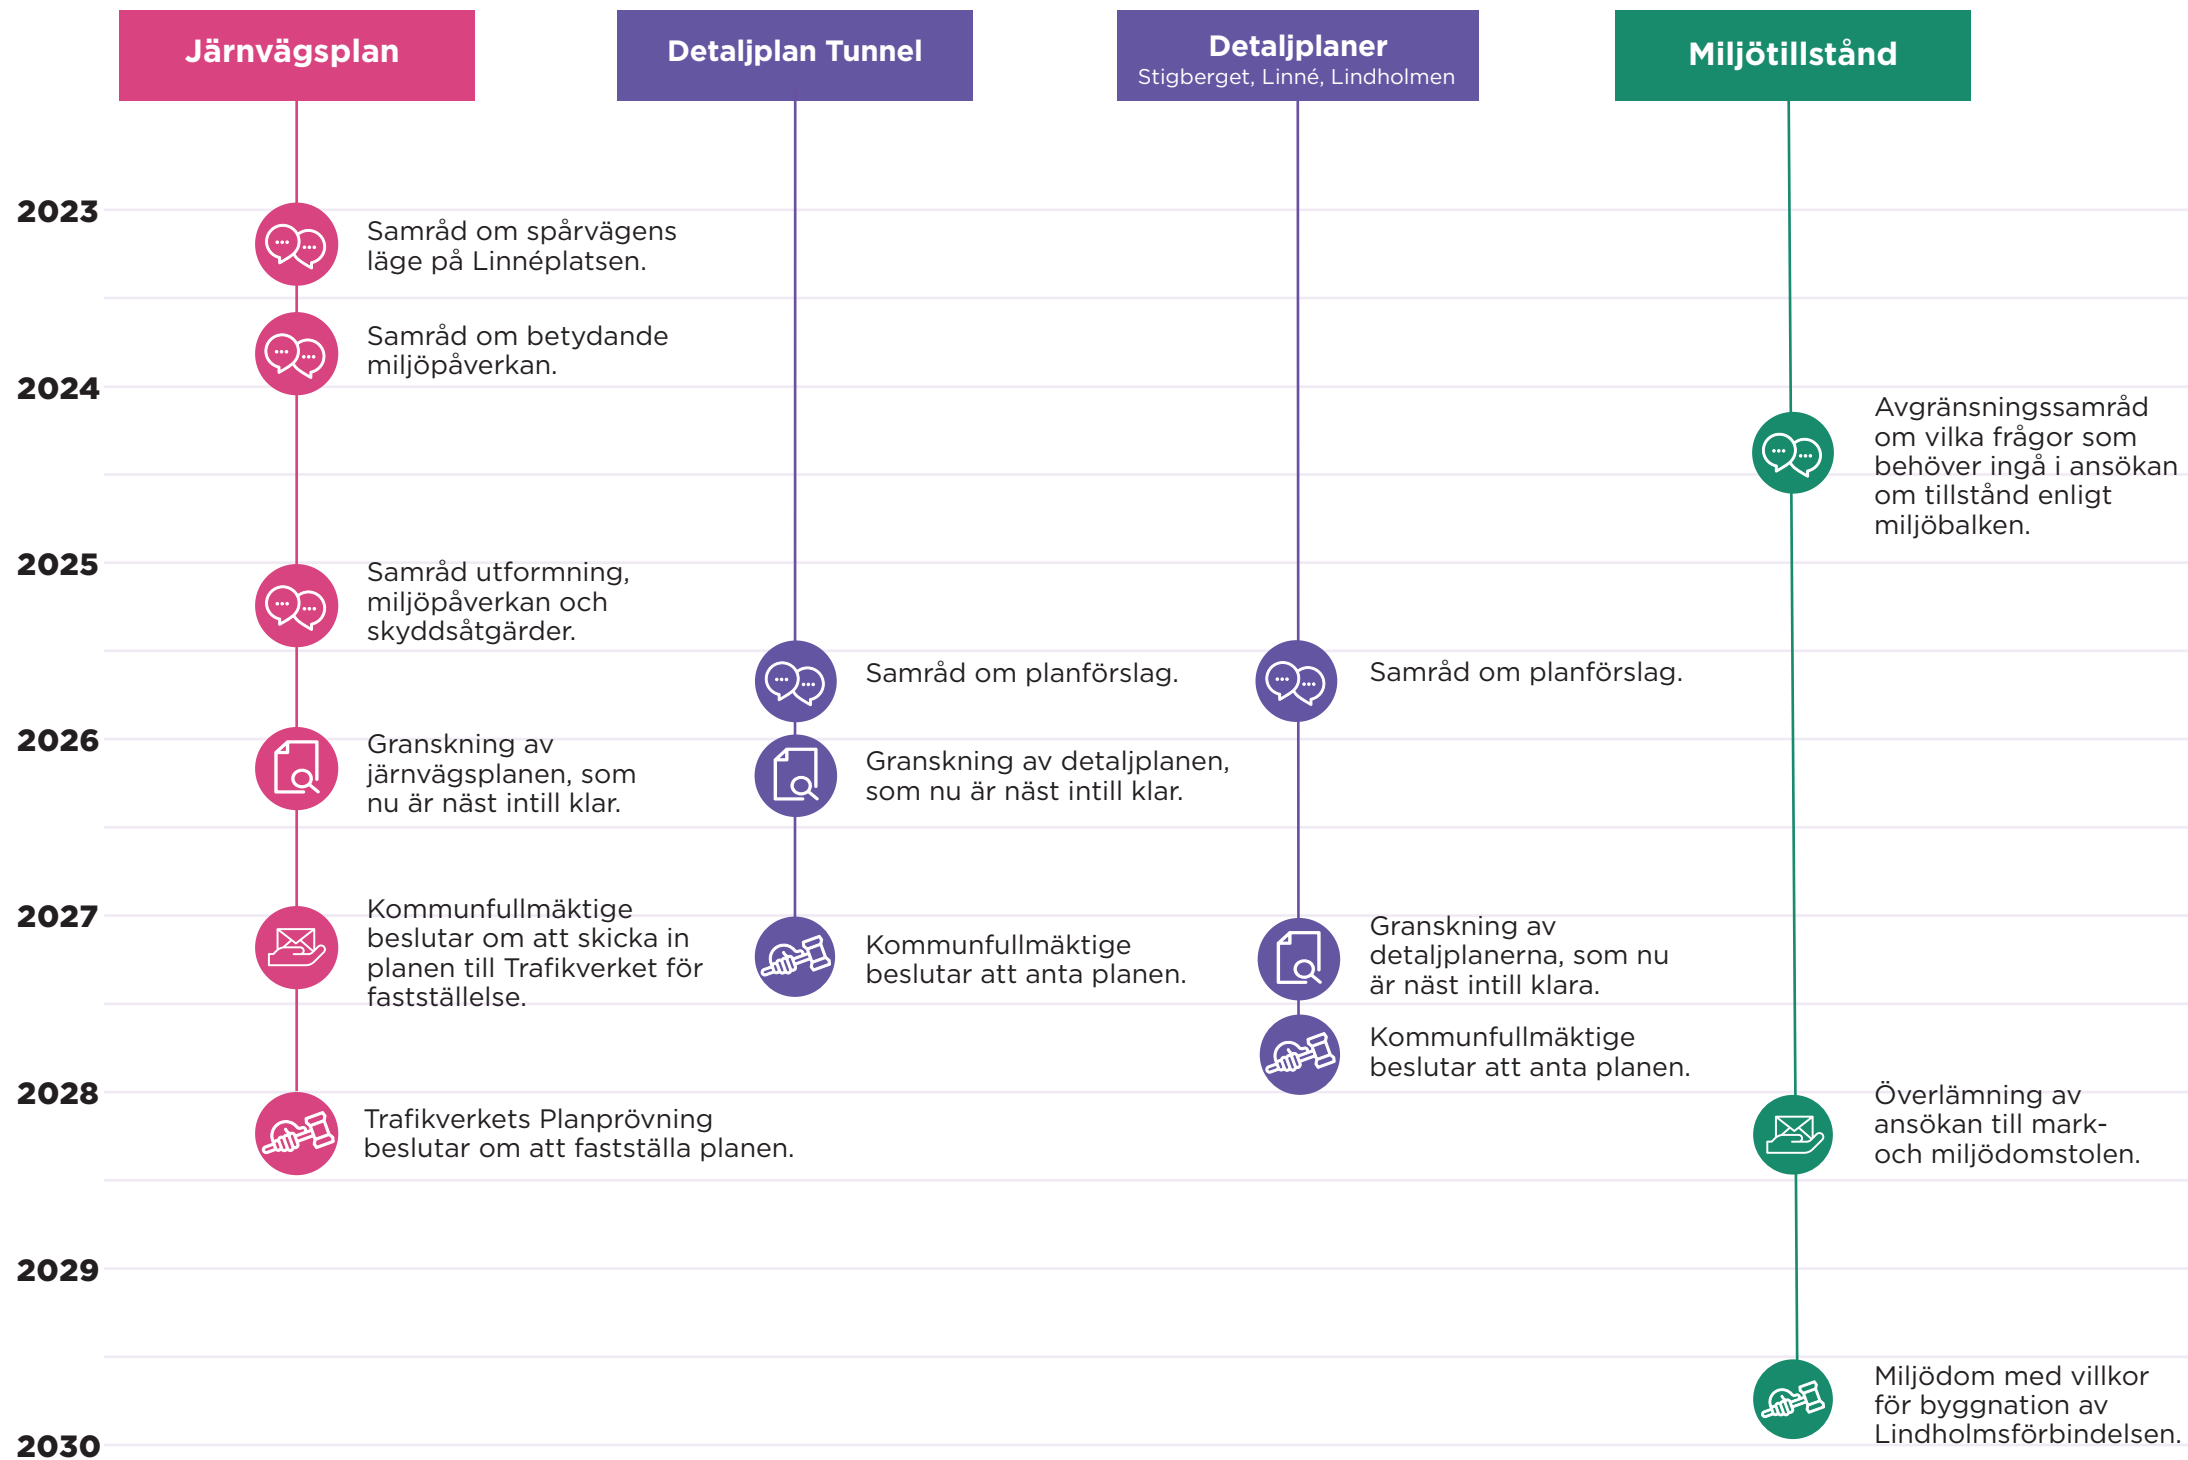 Järnvägsplan
Detaljplan Tunnel
Detaljplaner
Stigberget, Linné, Lindholmen
Miljötillstånd
2023
Samråd om spårvägens
läge på Linnéplatsen.
Samråd om betydande
miljöpåverkan.
2024
Avgränsningssamråd
om vilka frågor som
behöver ingå i ansökan
om tillstånd enligt
miljöbalken.
2025
Samråd utformning,
miljöpåverkan och
skyddsåtgärder.
Samråd om planförslag.
Samråd om planförslag.
2026
Granskning av
järnvägsplanen, som
nu är näst intill klar.
Granskning av detaljplanen,
som nu är näst intill klar.
2027
Kommunfullmäktige
beslutar om att skicka in
planen till Trafikverket för
fastställelse.
Kommunfullmäktige
beslutar att anta planen.
Granskning av
detaljplanerna, som nu
är näst intill klara.
Kommunfullmäktige
beslutar att anta planen.
2028
Trafikverkets Planprövning
beslutar om att fastställa planen.
Överlämning av
ansökan till mark-
och miljödomstolen.
2029
Miljödom med villkor
för byggnation av
Lindholmsförbindelsen.
2030